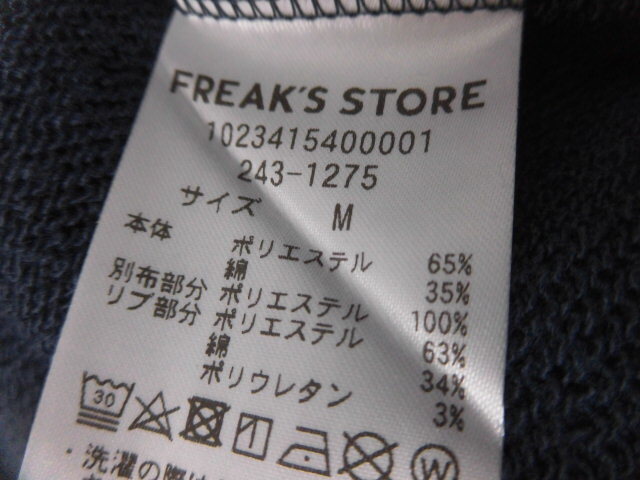 FREAK'S STORE
1023415400001
243-1275
サイズ M
本体 ポリエステル 65%
綿 35%
別布部分 ポリエステル 100%
リブ部分 ポリエステル 63%
綿 34%
ポリウレタン 3%
30
W
・洗濯の際は